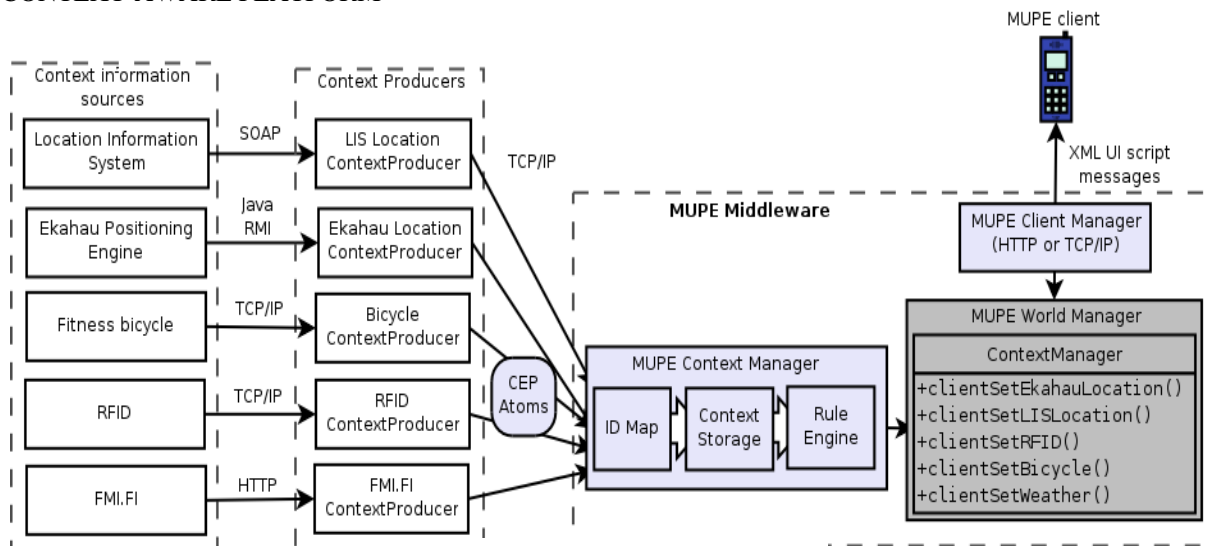 CONTEXT-AWARE PLATFORM
MUPE client
Context information
sources
Context Producers
Location Information
System
SOAP
LIS Location
ContextProducer
TCP/IP
XML UI script
messages
Ekahau Positioning
Engine
Java
RMI
Ekahau Location
ContextProducer
MUPE Middleware
MUPE Client Manager
(HTTP or TCP/IP)
Fitness bicycle
TCP/IP
Bicycle
ContextProducer
CEP
Atoms
RFID
TCP/IP
RFID
ContextProducer
FMI.FI
HTTP
FMI.FI
ContextProducer
MUPE Context Manager
ID Map
Context
Storage
Rule
Engine
MUPE World Manager
ContextManager
+clientSetEkahauLocation()
+clientSetLISLocation()
+clientSetRFID()
+clientSetBicycle()
+clientSetWeather()